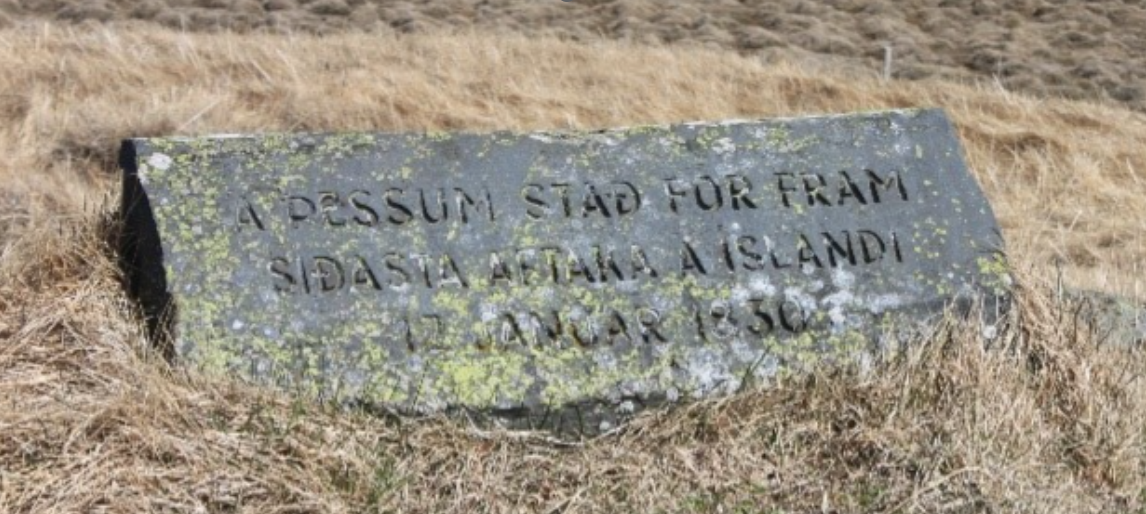 Á ÞESSUM STAÐ FÓR FRAM
SÍÐASTA AFTAKA Á ÍSLANDI
12. JANÚAR 1830